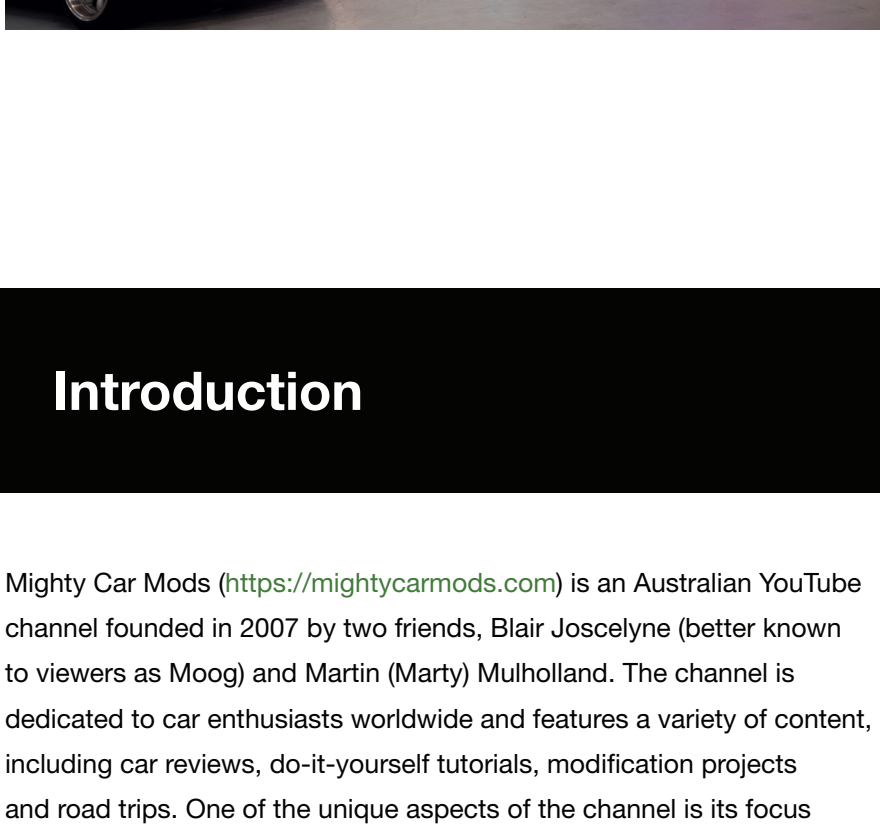 Introduction
Mighty Car Mods (https://mightycarmods.com) is an Australian YouTube
channel founded in 2007 by two friends, Blair Joscelyne (better known
to viewers as Moog) and Martin (Marty) Mulholland. The channel is
dedicated to car enthusiasts worldwide and features a variety of content,
including car reviews, do-it-yourself tutorials, modification projects
and road trips. One of the unique aspects of the channel is its focus